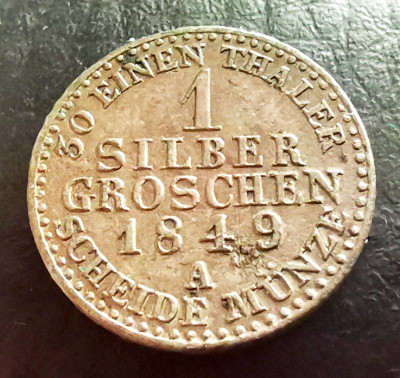 30 EINEN THALER
1
SILBER
GROSCHEN
1849
A
SCHEIDE MÜNZE